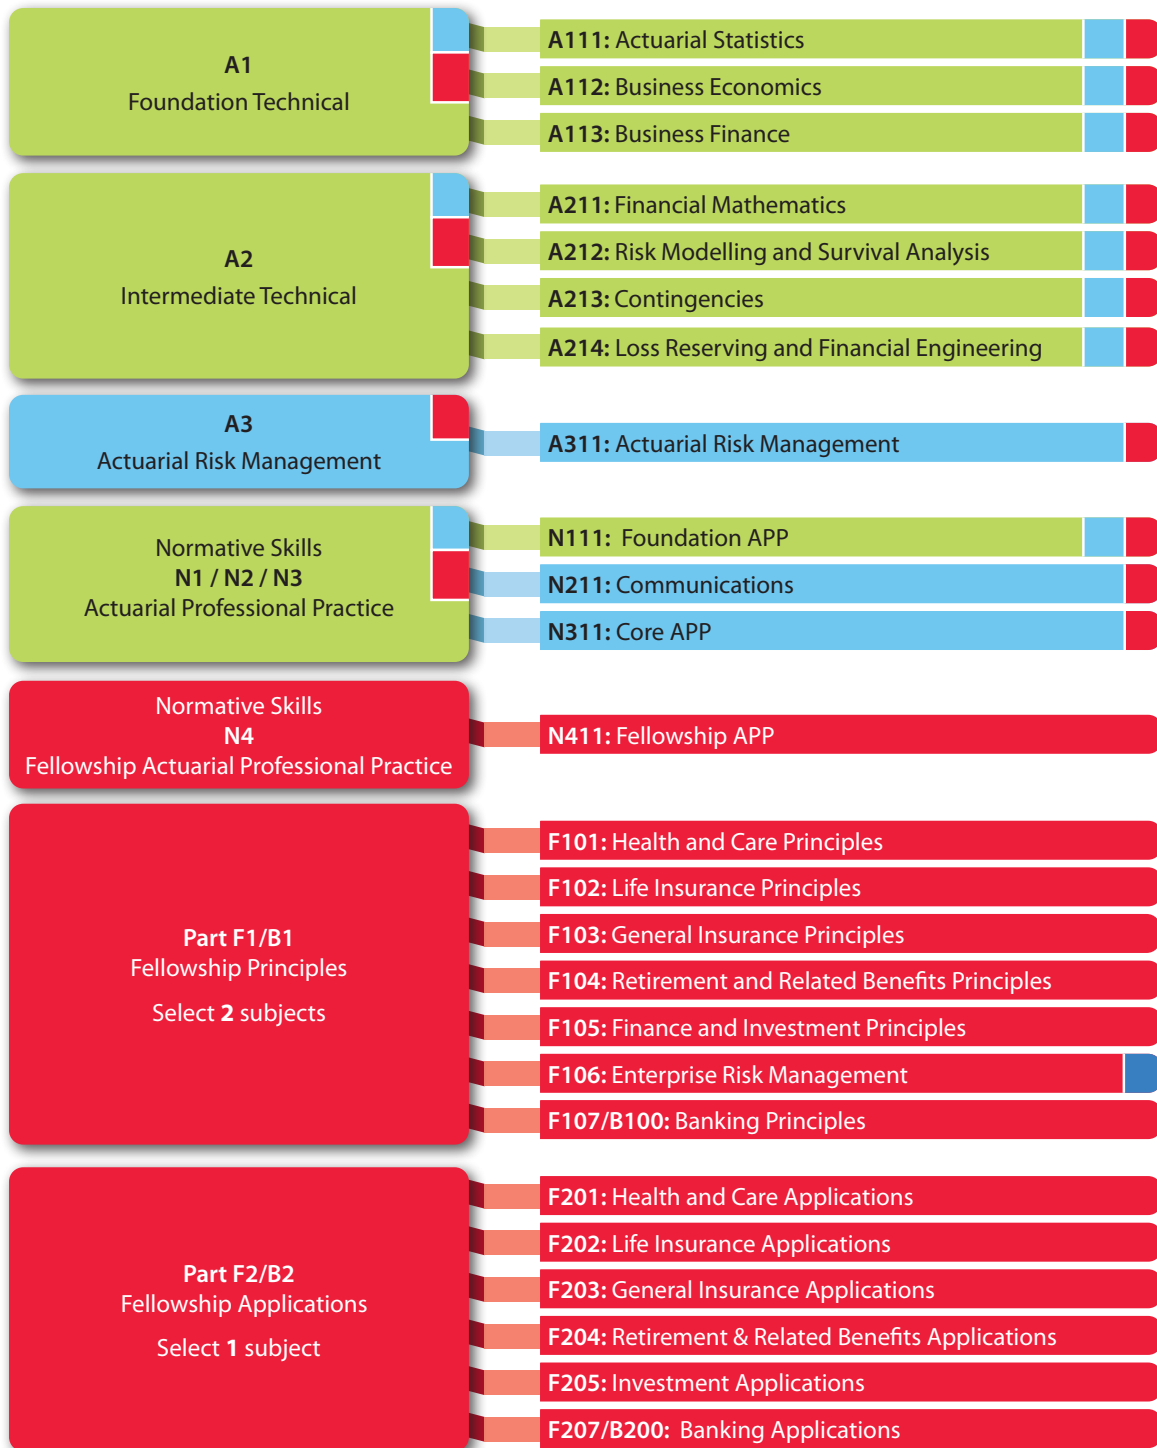 A1
Foundation Technical
A111: Actuarial Statistics
A112: Business Economics
A113: Business Finance
A2
Intermediate Technical
A211: Financial Mathematics
A212: Risk Modelling and Survival Analysis
A213: Contingencies
A214: Loss Reserving and Financial Engineering
A3
Actuarial Risk Management
A311: Actuarial Risk Management
Normative Skills
N1 / N2 / N3
Actuarial Professional Practice
N111: Foundation APP
N211: Communications
N311: Core APP
Normative Skills
N4
Fellowship Actuarial Professional Practice
N411: Fellowship APP
Part F1/B1
Fellowship Principles
Select 2 subjects
F101: Health and Care Principles
F102: Life Insurance Principles
F103: General Insurance Principles
F104: Retirement and Related Benefits Principles
F105: Finance and Investment Principles
F106: Enterprise Risk Management
F107/B100: Banking Principles
Part F2/B2
Fellowship Applications
Select 1 subject
F201: Health and Care Applications
F202: Life Insurance Applications
F203: General Insurance Applications
F204: Retirement & Related Benefits Applications
F205: Investment Applications
F207/B200: Banking Applications